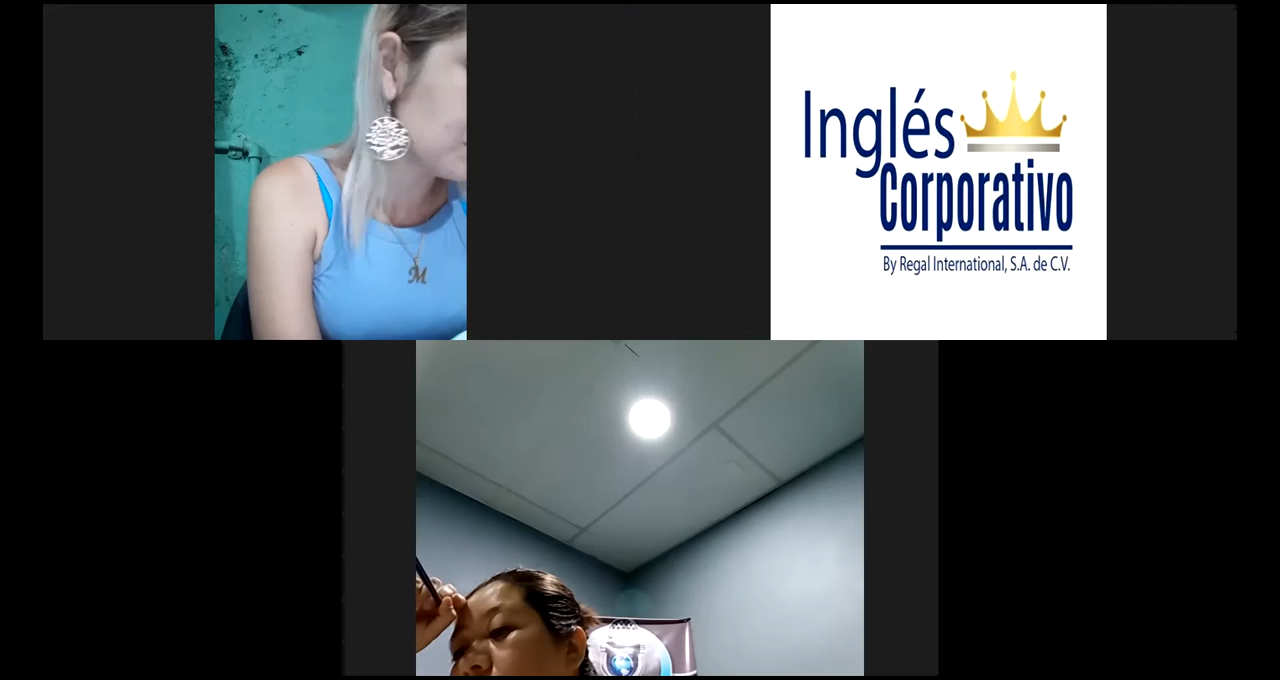 Inglés
Corporativo
By Regal International, S.A. de C.V.
M